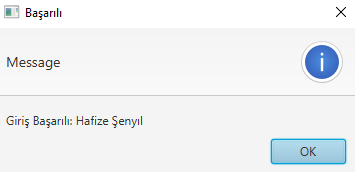 Başarılı
Message
Giriş Başarılı: Hafize Şenyıl
OK